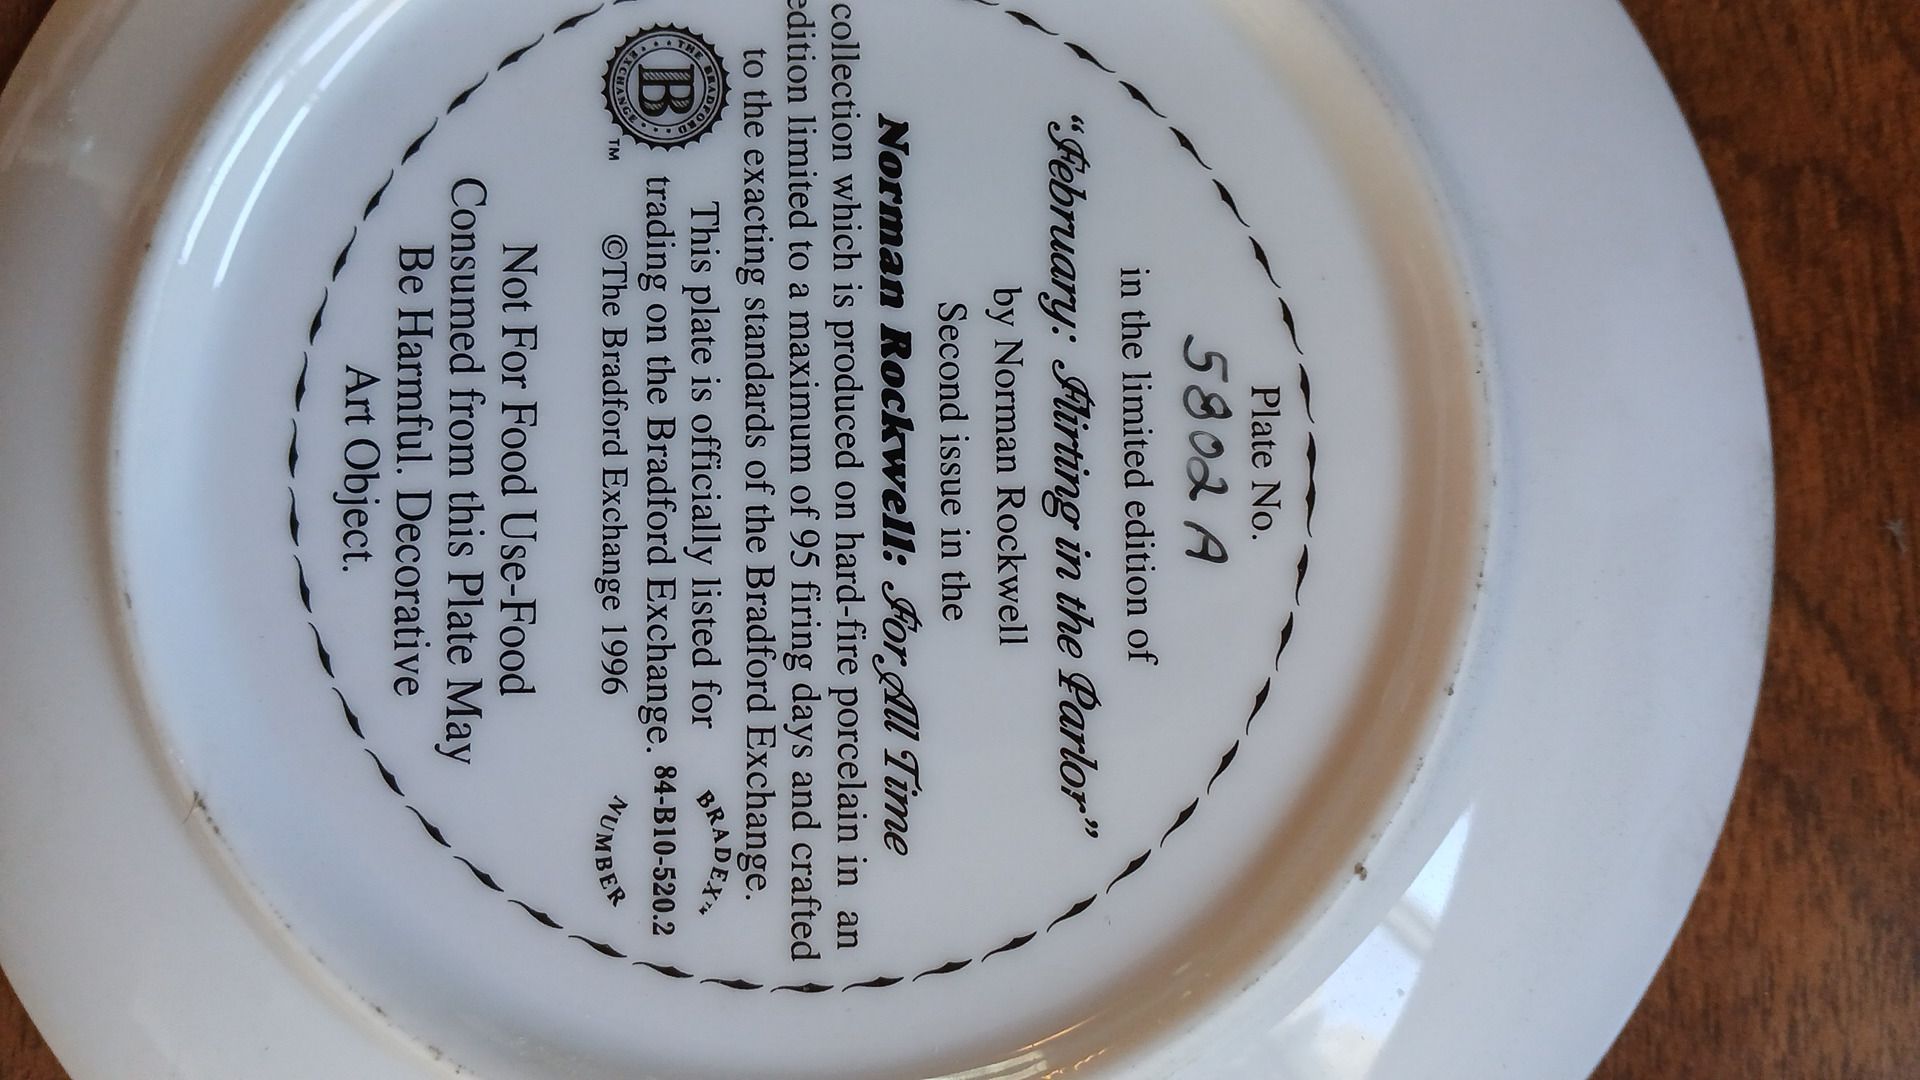 Plate No.
5802 A
in the limited edition of
"February: Flirting in the Parlor"
by Norman Rockwell
Second issue in the
Norman Rockwell: For All Time
collection which is produced on hard-fire porcelain in an
edition limited to a maximum of 95 firing days and crafted
to the exacting standards of the Bradford Exchange.
THE BRADFORD EXCHANGE
B
TM
This plate is officially listed for
trading on the Bradford Exchange.
©The Bradford Exchange 1996
BRADEX
84-B10-520.2
NUMBER
Not For Food Use-Food
Consumed from this Plate May
Be Harmful. Decorative
Art Object.